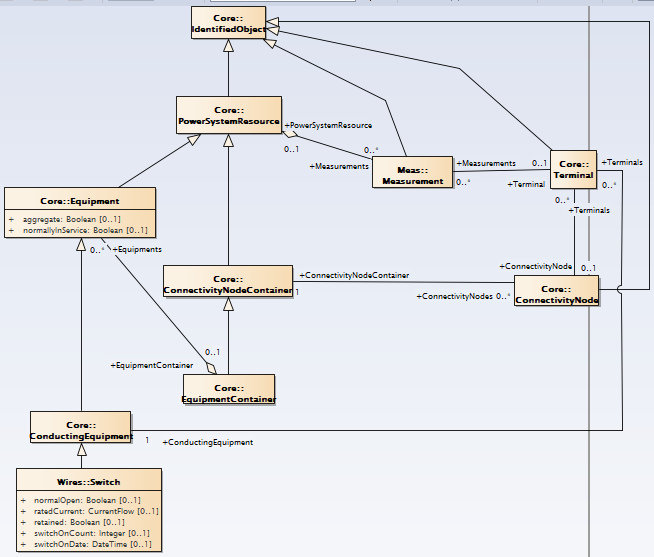 Core::
IdentifiedObject
Core::
PowerSystemResource
+PowerSystemResource
0..1
0..*
+Measurements
Meas::
Measurement
+Measurements
0..*
0..1
+Terminal
Core::
Terminal
+Terminals
0..*
0..*
+Terminals
Core::Equipment
+ aggregate: Boolean [0..1]
+ normallyInService: Boolean [0..1]
0..*
+Equipments
+ConnectivityNode
0..1
Core::
ConnectivityNodeContainer
+ConnectivityNodeContainer
1
+ConnectivityNodes 0..*
Core::
ConnectivityNode
0..1
+EquipmentContainer
Core::
EquipmentContainer
Core::
ConductingEquipment
1
+ConductingEquipment
Wires::Switch
+ normalOpen: Boolean [0..1]
+ ratedCurrent: CurrentFlow [0..1]
+ retained: Boolean [0..1]
+ switchOnCount: Integer [0..1]
+ switchOnDate: DateTime [0..1]